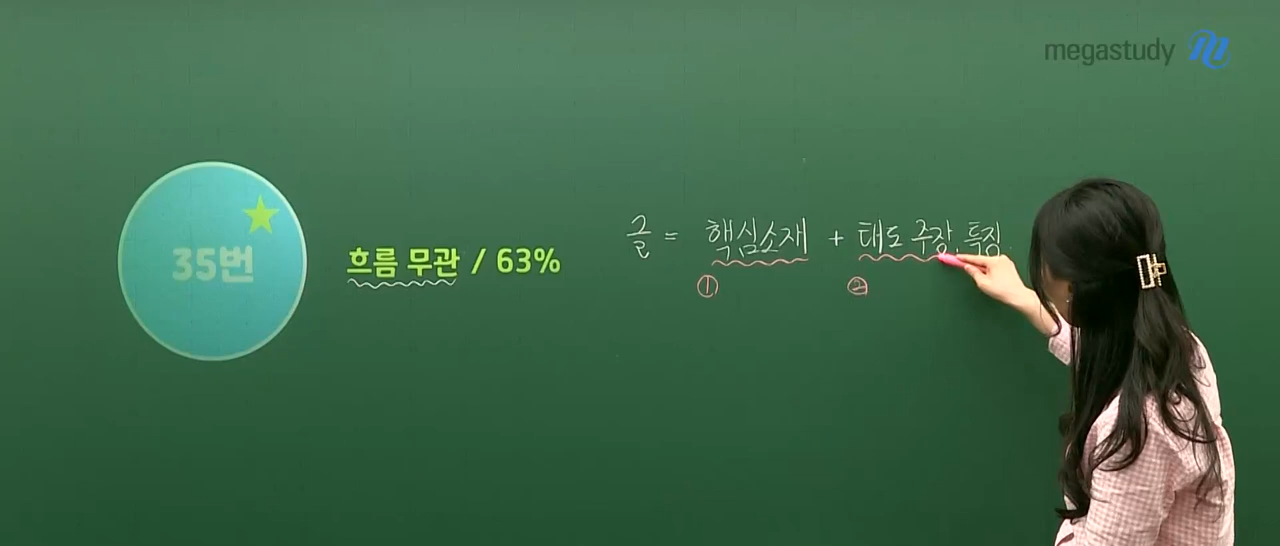 megastudy
35번
흐름 무관 / 63%
글 = 핵심소재 + 태도 주장, 특징
① ②